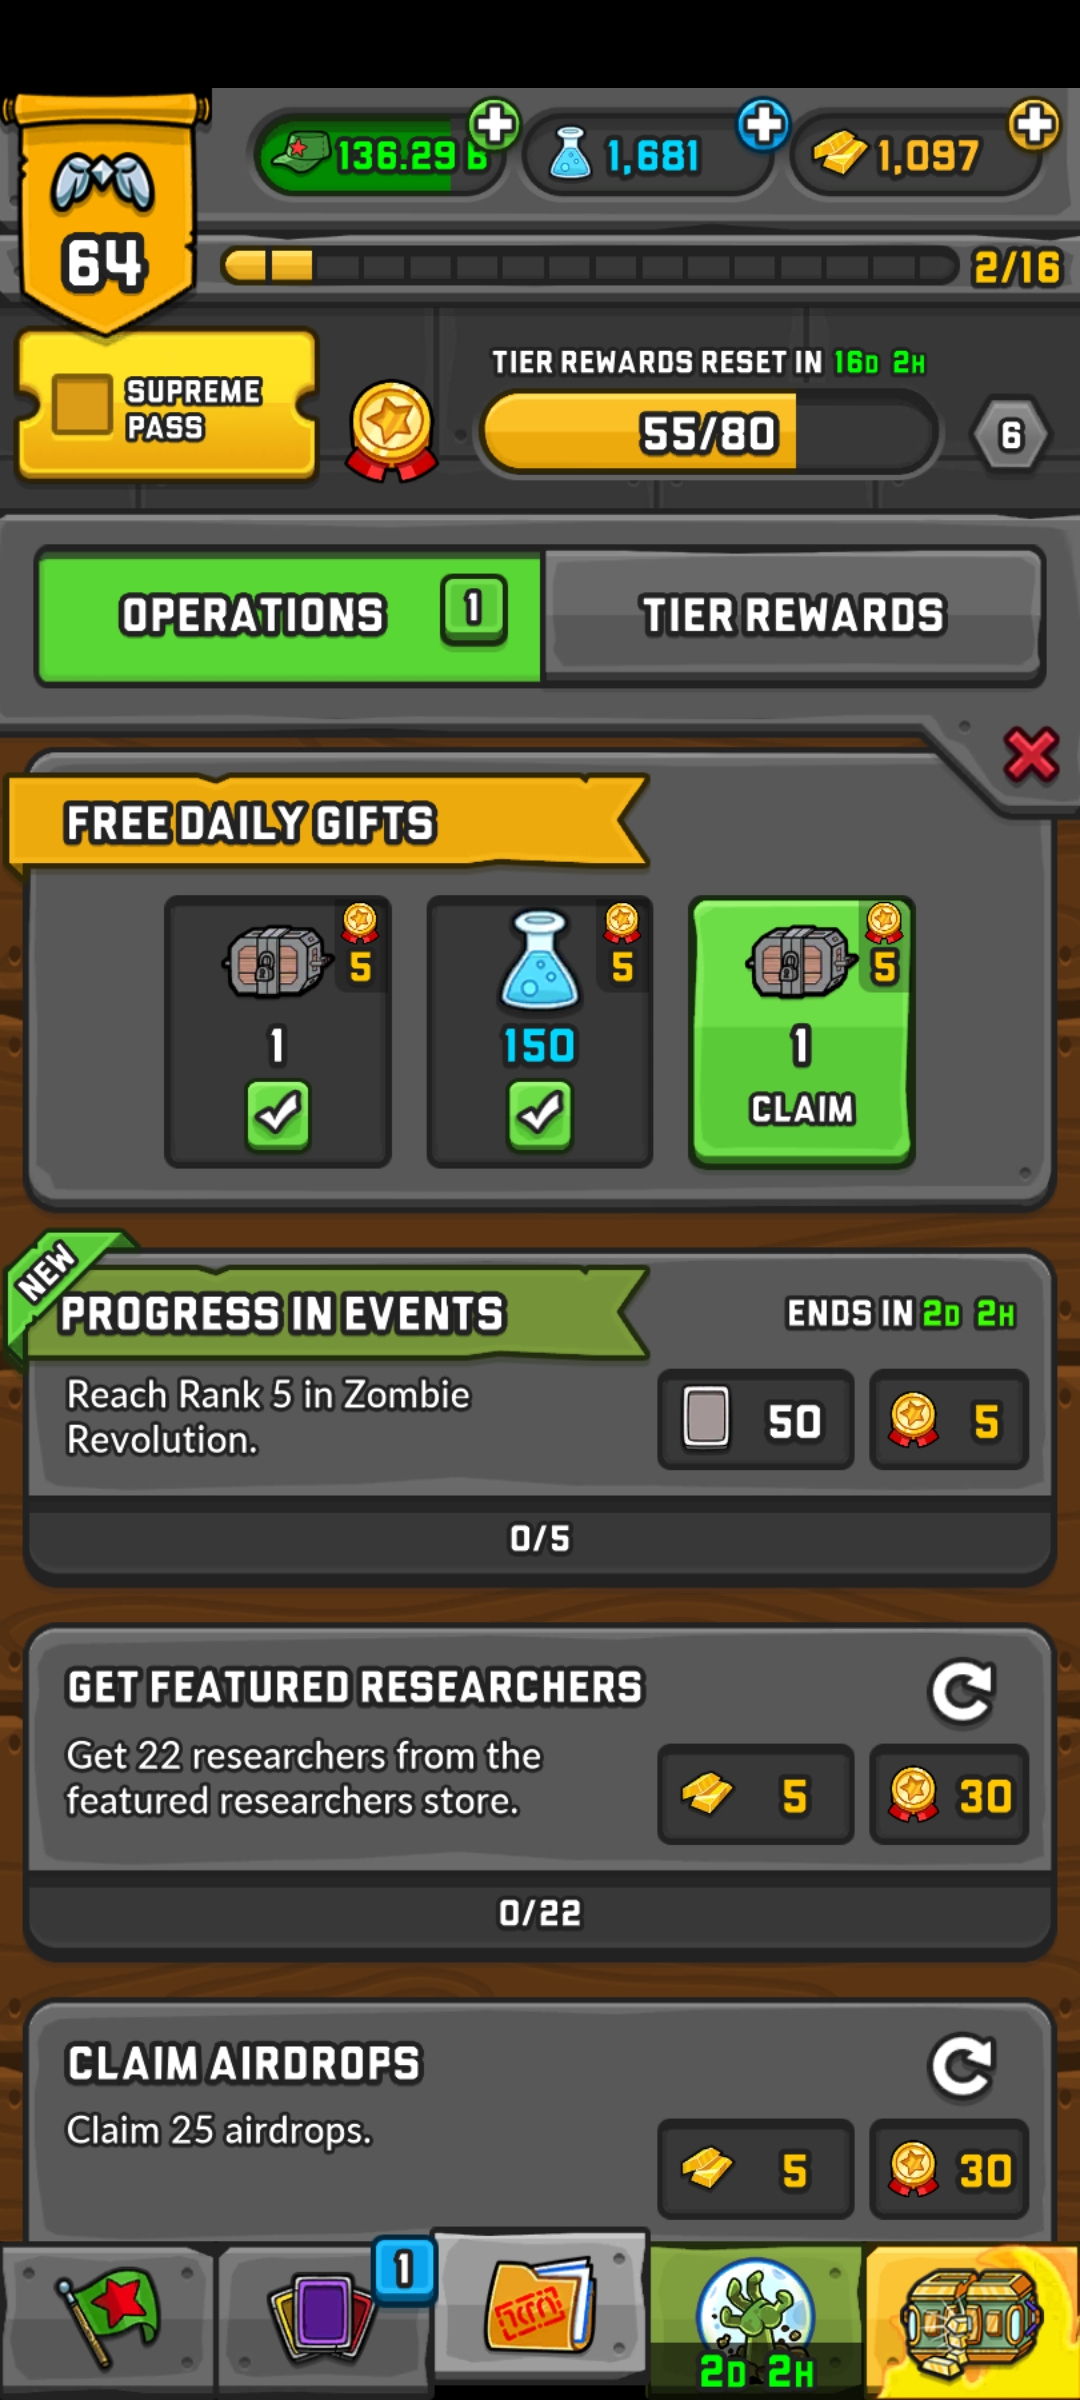 136.29 B
1,681
1,097
64
2/16
SUPREME
PASS
TIER REWARDS RESET IN 16D 2H
55/80
6
OPERATIONS
1
TIER REWARDS
FREE DAILY GIFTS
5
5
5
1
150
1
CLAIM
NEW
PROGRESS IN EVENTS
ENDS IN 2D 2H
Reach Rank 5 in Zombie
Revolution.
50
5
0/5
GET FEATURED RESEARCHERS
Get 22 researchers from the
featured researchers store.
5
30
0/22
CLAIM AIRDROPS
Claim 25 airdrops.
5
30
1
2D 2H